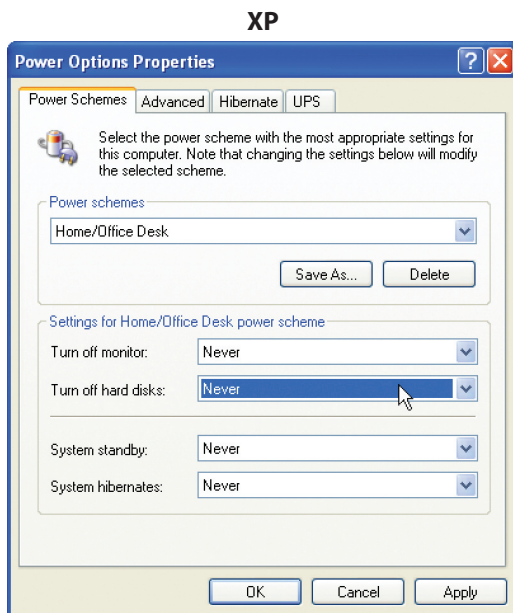 XP
Power Options Properties
Power Schemes Advanced Hibernate UPS
Select the power scheme with the most appropriate settings for
this computer. Note that changing the settings below will modify
the selected scheme.
Power schemes
Home/Office Desk
Save As... Delete
Settings for Home/Office Desk power scheme
Turn off monitor: Never
Turn off hard disks: Never
System standby: Never
System hibernates: Never
OK Cancel Apply